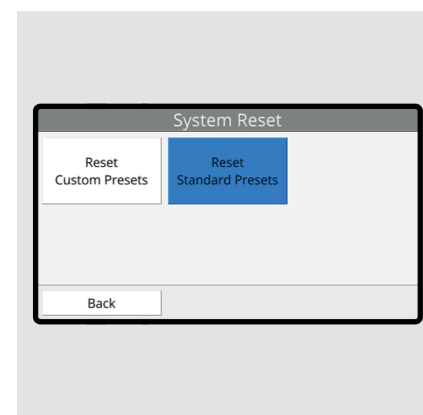 System Reset
Reset
Custom Presets
Reset
Standard Presets
Back